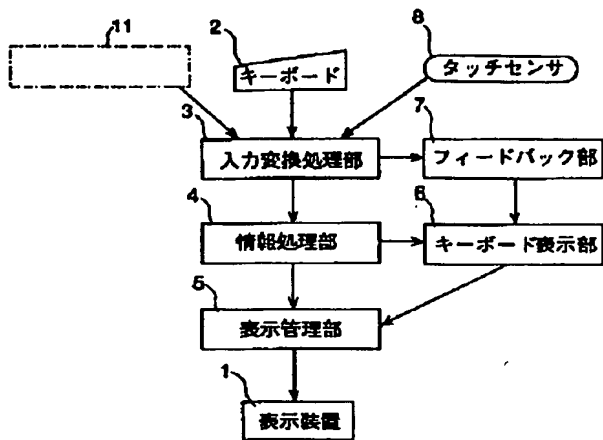 11
2
8
キーボード
タッチセンサ
3
7
入力変換処理部
フィードバック部
4
6
情報処理部
キーボード表示部
5
表示管理部
1
表示装置